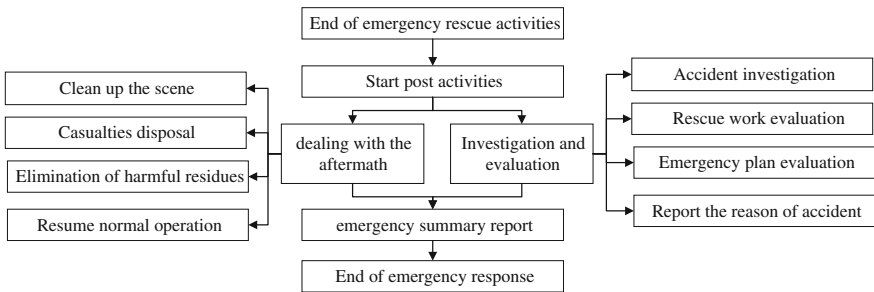 End of emergency rescue activities
Start post activities
Clean up the scene
Casualties disposal
Elimination of harmful residues
Resume normal operation
dealing with the
aftermath
Investigation and
evaluation
Accident investigation
Rescue work evaluation
Emergency plan evaluation
Report the reason of accident
emergency summary report
End of emergency response